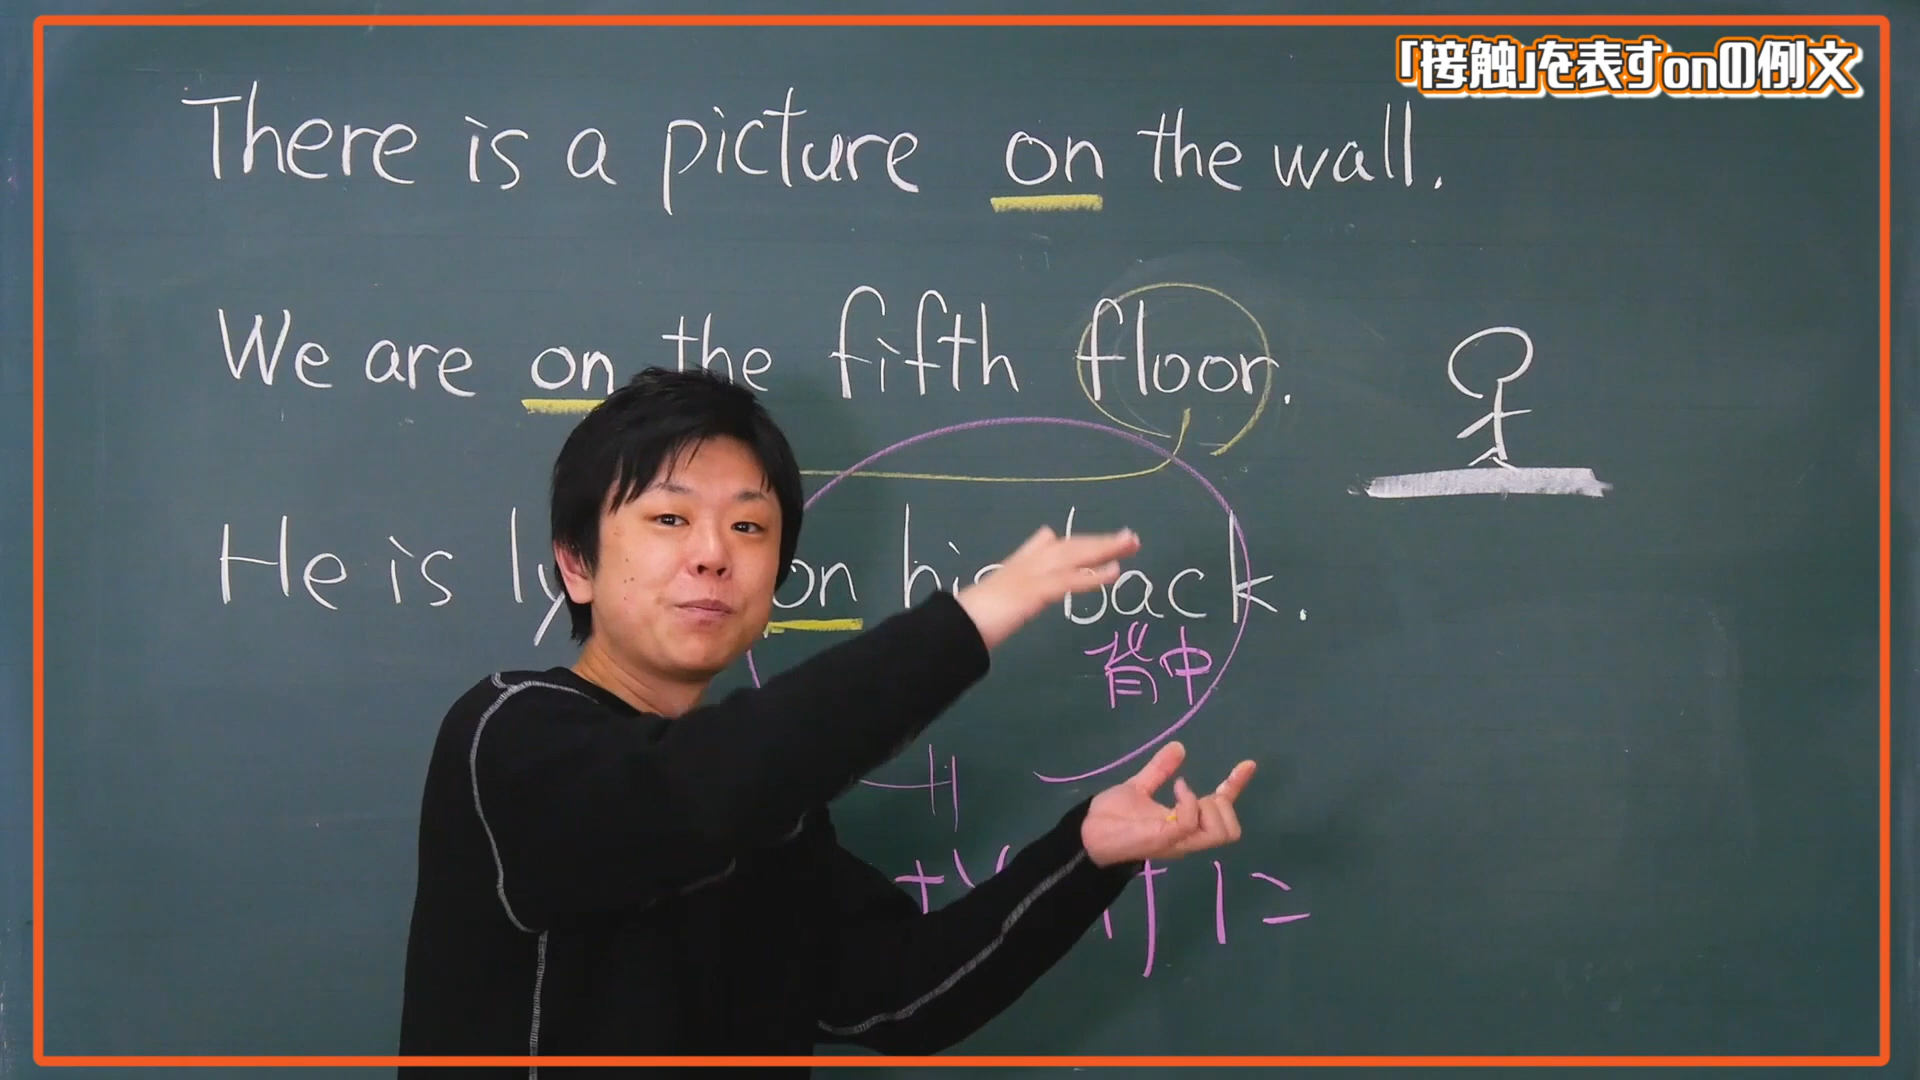 「接触」を表すonの例文
There is a picture on the wall.
We are on the fifth floor.
He is on his back.
背中
けに